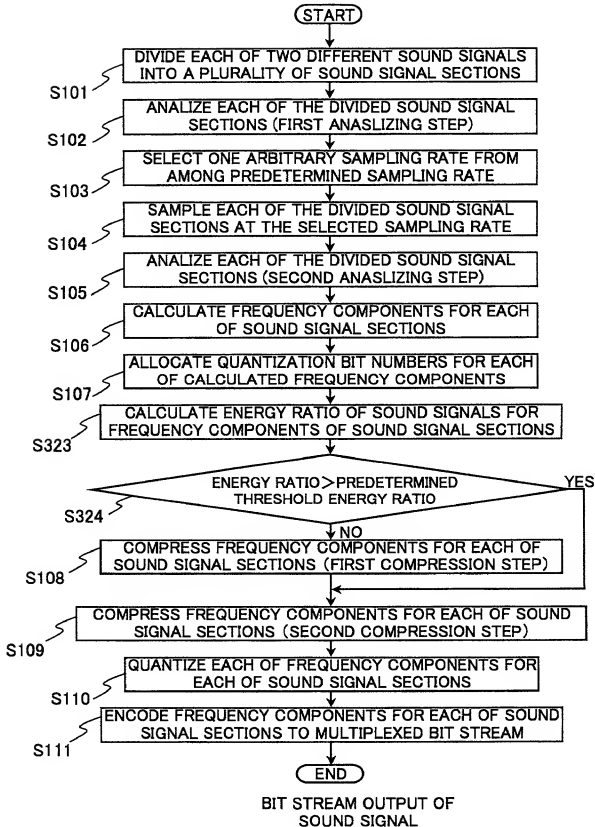 START
DIVIDE EACH OF TWO DIFFERENT SOUND SIGNALS
INTO A PLURALITY OF SOUND SIGNAL SECTIONS
S101
ANALIZE EACH OF THE DIVIDED SOUND SIGNAL
SECTIONS (FIRST ANASLIZING STEP)
S102
SELECT ONE ARBITRARY SAMPLING RATE FROM
AMONG PREDETERMINED SAMPLING RATE
S103
SAMPLE EACH OF THE DIVIDED SOUND SIGNAL
SECTIONS AT THE SELECTED SAMPLING RATE
S104
ANALIZE EACH OF THE DIVIDED SOUND SIGNAL
SECTIONS (SECOND ANASLIZING STEP)
S105
CALCULATE FREQUENCY COMPONENTS FOR EACH
OF SOUND SIGNAL SECTIONS
S106
ALLOCATE QUANTIZATION BIT NUMBERS FOR EACH
OF CALCULATED FREQUENCY COMPONENTS
S107
CALCULATE ENERGY RATIO OF SOUND SIGNALS FOR
FREQUENCY COMPONENTS OF SOUND SIGNAL SECTIONS
S323
ENERGY RATIO>PREDETERMINED
THRESHOLD ENERGY RATIO
YES
S324
NO
COMPRESS FREQUENCY COMPONENTS FOR EACH OF
SOUND SIGNAL SECTIONS (FIRST COMPRESSION STEP)
S108
COMPRESS FREQUENCY COMPONENTS FOR EACH OF SOUND
SIGNAL SECTIONS (SECOND COMPRESSION STEP)
S109
QUANTIZE EACH OF FREQUENCY COMPONENTS FOR
EACH OF SOUND SIGNAL SECTIONS
S110
ENCODE FREQUENCY COMPONENTS FOR EACH OF SOUND
SIGNAL SECTIONS TO MULTIPLEXED BIT STREAM
S111
END
BIT STREAM OUTPUT OF
SOUND SIGNAL